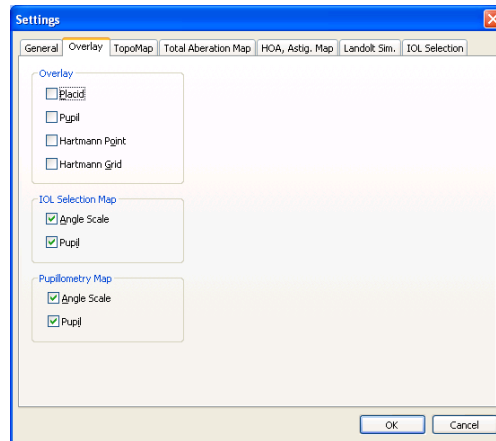 Settings
General Overlay TopoMap Total Aberation Map HOA, Astig. Map Landolt Sim. IOL Selection
Overlay
Placid
Pupil
Hartmann Point
Hartmann Grid
IOL Selection Map
Angle Scale
Pupil
Pupillometry Map
Angle Scale
Pupil
OK Cancel